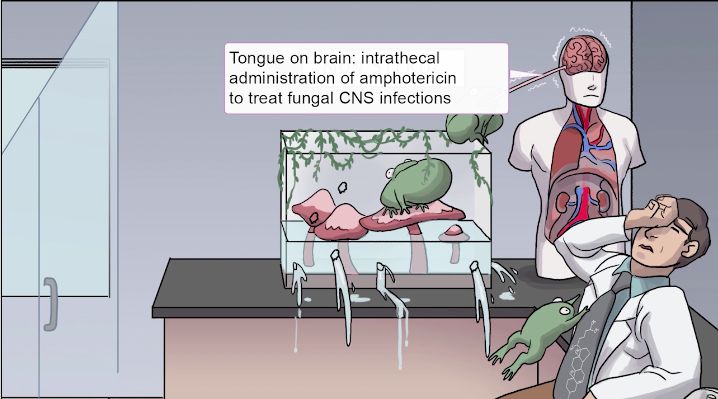 Tongue on brain: intrathecal
administration of amphotericin
to treat fungal CNS infections